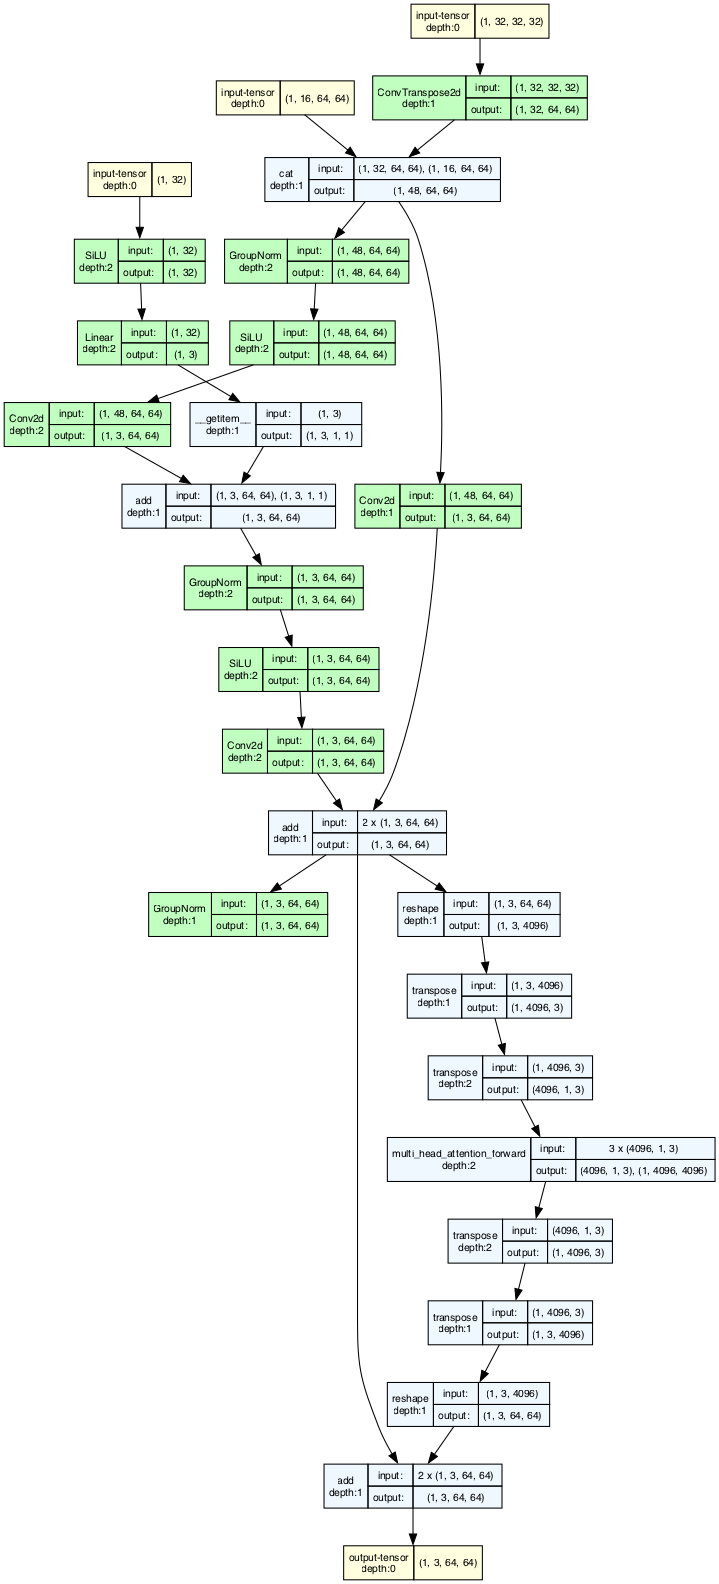 input-tensor
depth:0
(1, 32, 32, 32)
input-tensor
depth:0
(1, 16, 64, 64)
ConvTranspose2d
depth:1
input:
(1, 32, 32, 32)
output:
(1, 32, 64, 64)
cat
depth:1
input:
(1, 32, 64, 64), (1, 16, 64, 64)
output:
(1, 48, 64, 64)
input-tensor
depth:0
(1, 32)
SiLU
depth:2
input:
(1, 32)
output:
(1, 32)
GroupNorm
depth:2
input:
(1, 48, 64, 64)
output:
(1, 48, 64, 64)
Linear
depth:2
input:
(1, 32)
output:
(1, 3)
SiLU
depth:2
input:
(1, 48, 64, 64)
output:
(1, 48, 64, 64)
Conv2d
depth:2
input:
(1, 48, 64, 64)
output:
(1, 3, 64, 64)
__getitem__
depth:1
input:
(1, 3)
output:
(1, 3, 1, 1)
add
depth:1
input:
(1, 3, 64, 64), (1, 3, 1, 1)
output:
(1, 3, 64, 64)
Conv2d
depth:1
input:
(1, 48, 64, 64)
output:
(1, 3, 64, 64)
GroupNorm
depth:2
input:
(1, 3, 64, 64)
output:
(1, 3, 64, 64)
SiLU
depth:2
input:
(1, 3, 64, 64)
output:
(1, 3, 64, 64)
Conv2d
depth:2
input:
(1, 3, 64, 64)
output:
(1, 3, 64, 64)
add
depth:1
input:
2 x (1, 3, 64, 64)
output:
(1, 3, 64, 64)
GroupNorm
depth:1
input:
(1, 3, 64, 64)
output:
(1, 3, 64, 64)
reshape
depth:1
input:
(1, 3, 64, 64)
output:
(1, 3, 4096)
transpose
depth:1
input:
(1, 3, 4096)
output:
(1, 4096, 3)
transpose
depth:2
input:
(1, 4096, 3)
output:
(4096, 1, 3)
multi_head_attention_forward
depth:2
input:
3 x (4096, 1, 3)
output:
(4096, 1, 3), (1, 4096, 4096)
transpose
depth:2
input:
(4096, 1, 3)
output:
(1, 4096, 3)
transpose
depth:1
input:
(1, 4096, 3)
output:
(1, 3, 4096)
reshape
depth:1
input:
(1, 3, 4096)
output:
(1, 3, 64, 64)
add
depth:1
input:
2 x (1, 3, 64, 64)
output:
(1, 3, 64, 64)
output-tensor
depth:0
(1, 3, 64, 64)